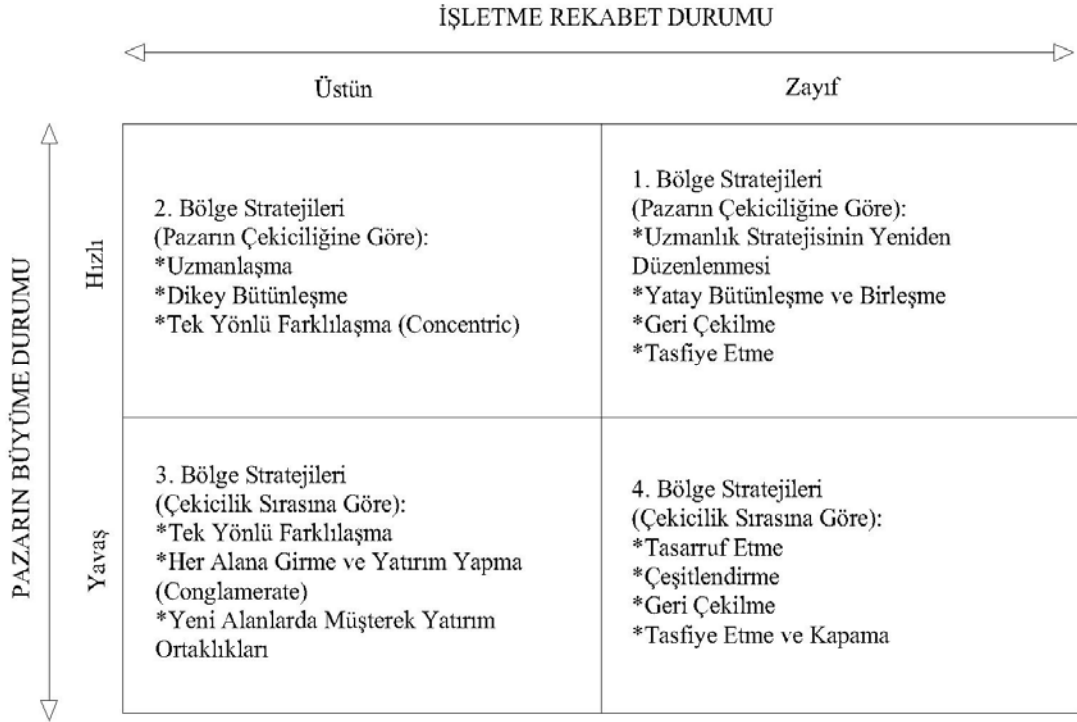 İŞLETME REKABET DURUMU
Üstün
Zayıf
PAZARIN BÜYÜME DURUMU
Hızlı
2. Bölge Stratejileri
(Pazarın Çekiciliğine Göre):
*Uzmanlaşma
*Dikey Bütünleşme
*Tek Yönlü Farklılaşma (Concentric)
1. Bölge Stratejileri
(Pazarın Çekiciliğine Göre):
*Uzmanlık Stratejisinin Yeniden
Düzenlenmesi
*Yatay Bütünleşme ve Birleşme
*Geri Çekilme
*Tasfiye Etme
Yavaş
3. Bölge Stratejileri
(Çekicilik Sırasına Göre):
*Tek Yönlü Farklılaşma
*Her Alana Girme ve Yatırım Yapma
(Conglamerate)
*Yeni Alanlarda Müşterek Yatırım
Ortaklıkları
4. Bölge Stratejileri
(Çekicilik Sırasına Göre):
*Tasarruf Etme
*Çeşitlendirme
*Geri Çekilme
*Tasfiye Etme ve Kapama